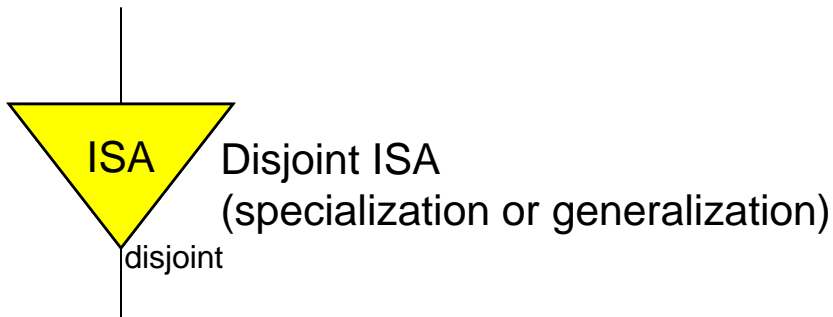 ISA
Disjoint ISA
(specialization or generalization)
disjoint